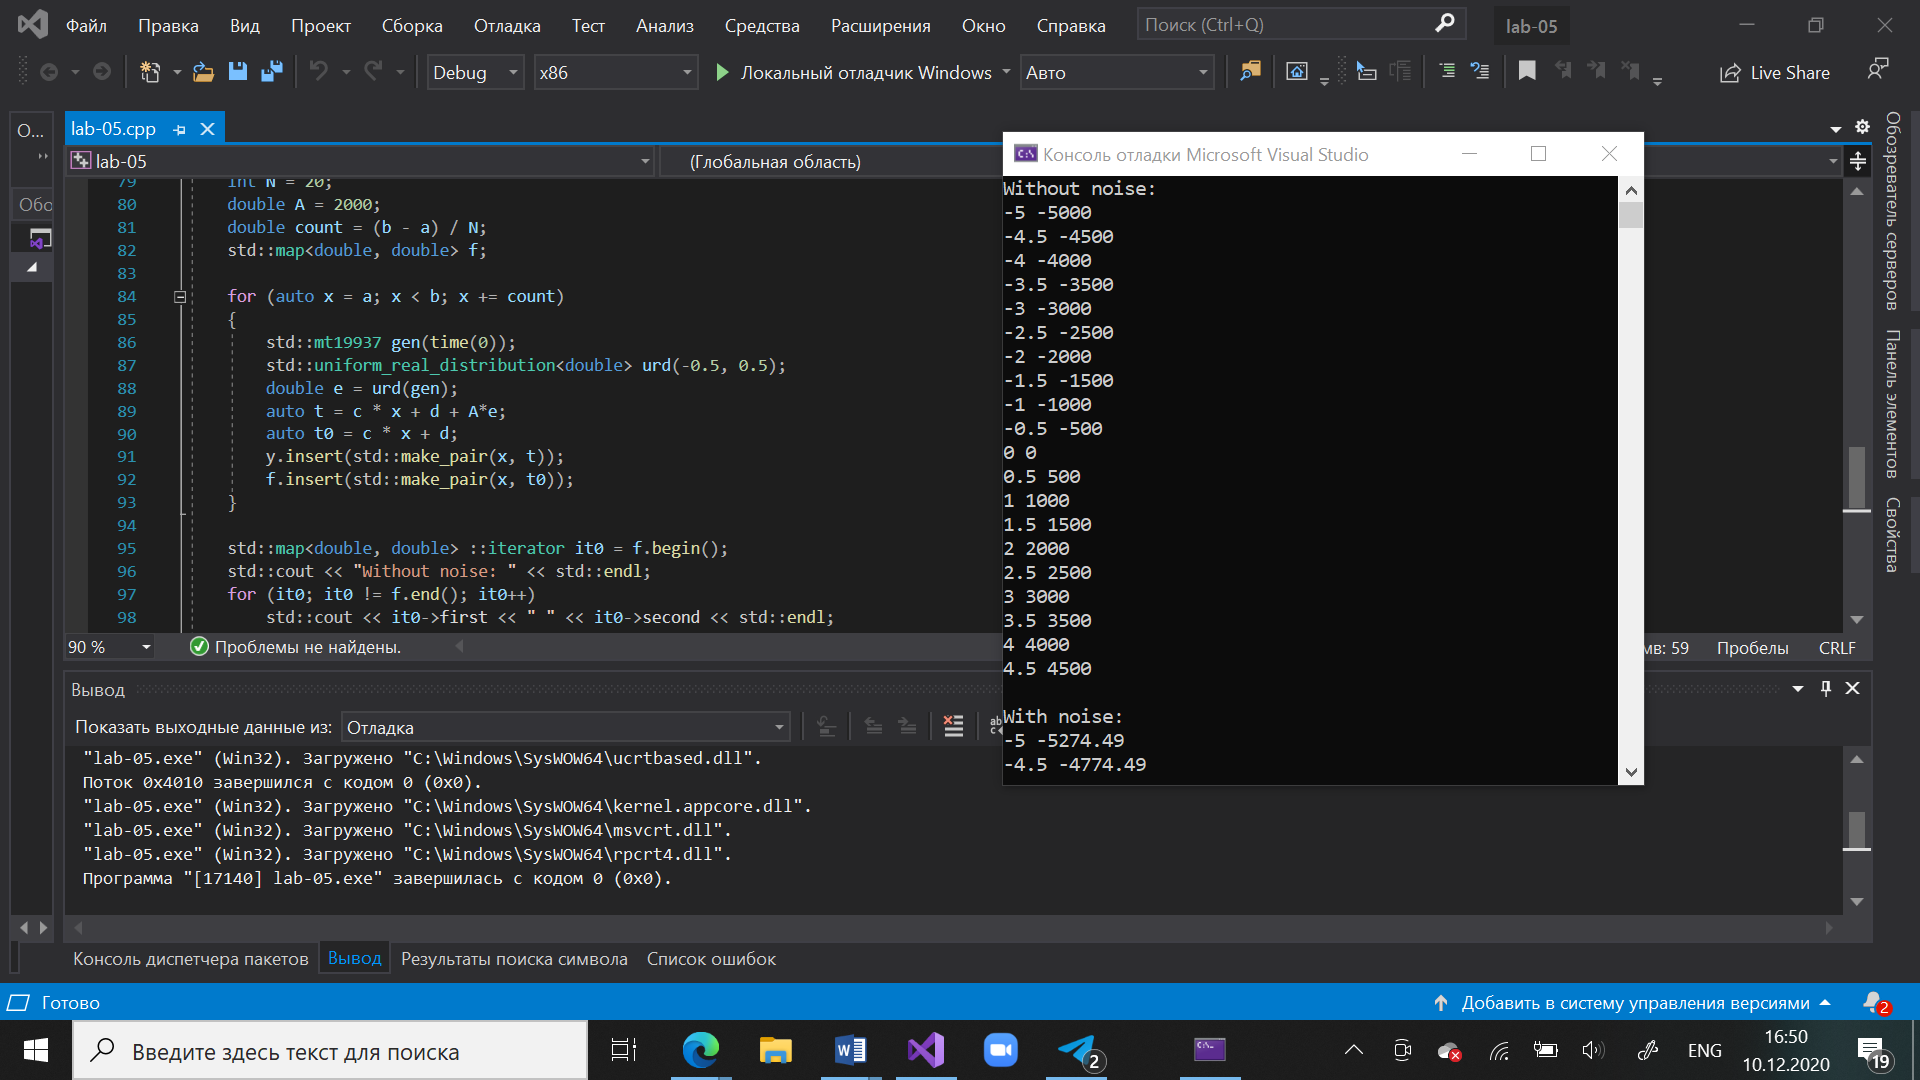 Файл Правка Вид Проект Сборка Отладка Тест Анализ Средства Расширения Окно Справка Поиск (Ctrl+Q) lab-05
Debug x86 Локальный отладчик Windows Авто Live Share
О...
Обо
lab-05.cpp
lab-05 (Глобальная область)
79 int N = 20;
80 double A = 2000;
81 double count = (b - a) / N;
82 std::map<double, double> f;
83
84 for (auto x = a; x < b; x += count)
85 {
86 std::mt19937 gen(time(0));
87 std::uniform_real_distribution<double> urd(-0.5, 0.5);
88 double e = urd(gen);
89 auto t = c * x + d + A*e;
90 auto t0 = c * x + d;
91 y.insert(std::make_pair(x, t));
92 f.insert(std::make_pair(x, t0));
93 }
94
95 std::map<double, double> ::iterator it0 = f.begin();
96 std::cout << "Without noise: " << std::endl;
97 for (it0; it0 != f.end(); it0++)
98 std::cout << it0->first << " " << it0->second << std::endl;
90 % Проблемы не найдены.
мв: 59 Пробелы CRLF
Консоль отладки Microsoft Visual Studio
Without noise:
-5 -5000
-4.5 -4500
-4 -4000
-3.5 -3500
-3 -3000
-2.5 -2500
-2 -2000
-1.5 -1500
-1 -1000
-0.5 -500
0 0
0.5 500
1 1000
1.5 1500
2 2000
2.5 2500
3 3000
3.5 3500
4 4000
4.5 4500
With noise:
-5 -5274.49
-4.5 -4774.49
Обозреватель серверов
Панель элементов
Свойства
Вывод
Показать выходные данные из: Отладка
"lab-05.exe" (Win32). Загружено "C:\Windows\SysWOW64\ucrtbased.dll".
Поток 0x4010 завершился с кодом 0 (0x0).
"lab-05.exe" (Win32). Загружено "C:\Windows\SysWOW64\kernel.appcore.dll".
"lab-05.exe" (Win32). Загружено "C:\Windows\SysWOW64\msvcrt.dll".
"lab-05.exe" (Win32). Загружено "C:\Windows\SysWOW64\rpcrt4.dll".
Программа "[17140] lab-05.exe" завершилась с кодом 0 (0x0).
Консоль диспетчера пакетов Вывод Результаты поиска символа Список ошибок
Готово Добавить в систему управления версиями 2
Введите здесь текст для поиска 2 ENG 16:50
10.12.2020 19